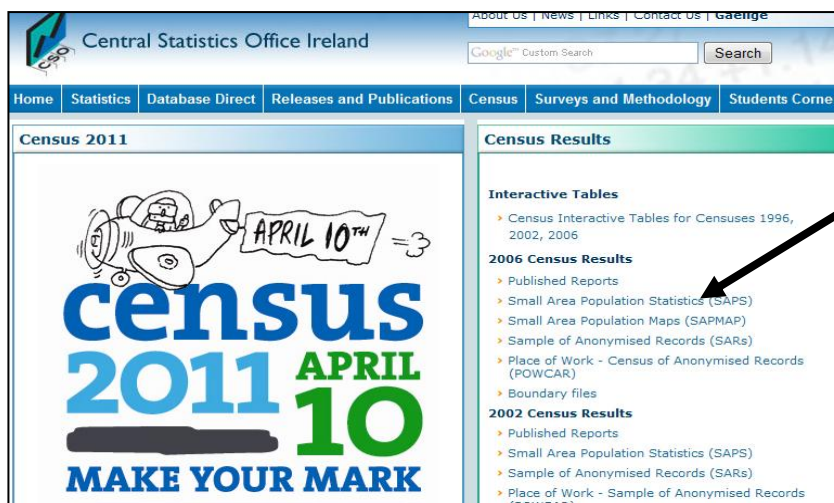 About Us | News | Links | Contact Us | Gaeilge
CSO
Central Statistics Office Ireland
Google™ Custom Search
Search
Home Statistics Database Direct Releases and Publications Census Surveys and Methodology Students Corne
Census 2011
APRIL 10TH
census
2011 APRIL
10
MAKE YOUR MARK
Census Results
Interactive Tables
Census Interactive Tables for Censuses 1996,
2002, 2006
2006 Census Results
Published Reports
Small Area Population Statistics (SAPS)
Small Area Population Maps (SAPMAP)
Sample of Anonymised Records (SARs)
Place of Work - Census of Anonymised Records
(POWCAR)
Boundary files
2002 Census Results
Published Reports
Small Area Population Statistics (SAPS)
Sample of Anonymised Records (SARs)
Place of Work - Sample of Anonymised Records